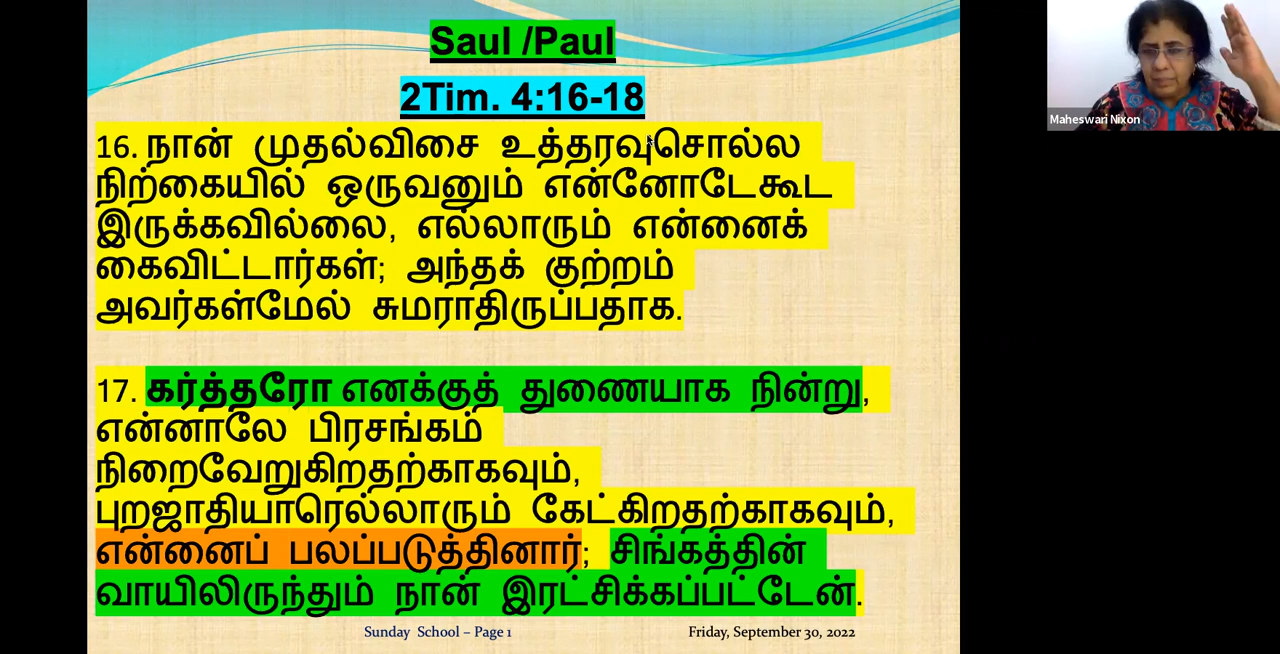 Saul /Paul
2Tim. 4:16-18
16. நான் முதல்விசை உத்தரவுசொல்ல
நிற்கையில் ஒருவனும் என்னோடேகூட
இருக்கவில்லை, எல்லாரும் என்னைக்
கைவிட்டார்கள்; அந்தக் குற்றம்
அவர்கள்மேல் சுமராதிருப்பதாக.
17. கர்த்தரோ எனக்குத் துணையாக நின்று,
என்னாலே பிரசங்கம்
நிறைவேறுகிறதற்காகவும்,
புறஜாதியாரெல்லாரும் கேட்கிறதற்காகவும்,
என்னைப் பலப்படுத்தினார்; சிங்கத்தின்
வாயிலிருந்தும் நான் இரட்சிக்கப்பட்டேன்.
Sunday School – Page 1
Friday, September 30, 2022
Maheswari Nixon